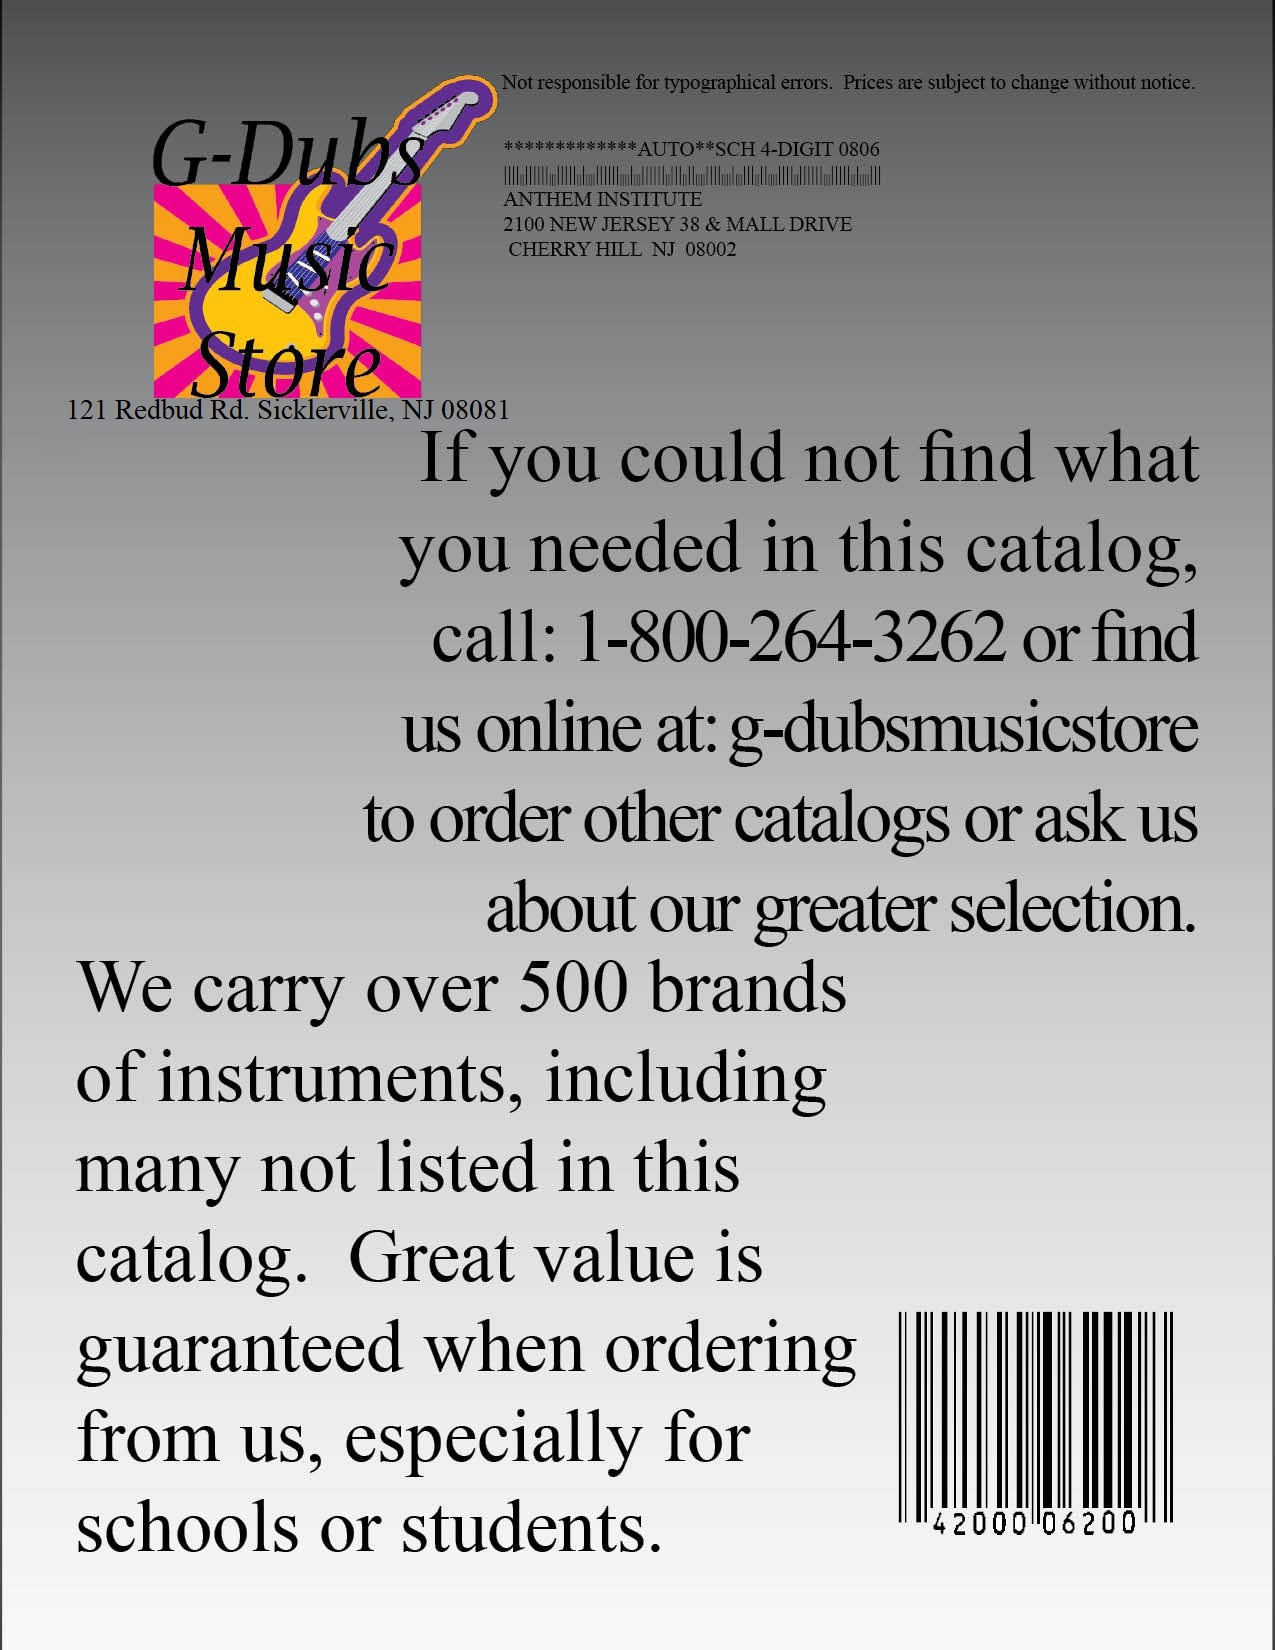 Not responsible for typographical errors.  Prices are subject to change without notice.
G-Dubs
Music
Store
121 Redbud Rd. Sicklerville, NJ 08081
*************AUTO**SCH 4-DIGIT 0806
ANTHEM INSTITUTE
2100 NEW JERSEY 38 & MALL DRIVE
CHERRY HILL  NJ  08002
If you could not find what
you needed in this catalog,
call: 1-800-264-3262 or find
us online at: g-dubsmusicstore
to order other catalogs or ask us
about our greater selection.
We carry over 500 brands
of instruments, including
many not listed in this
catalog.  Great value is
guaranteed when ordering
from us, especially for
schools or students.
42000 06200